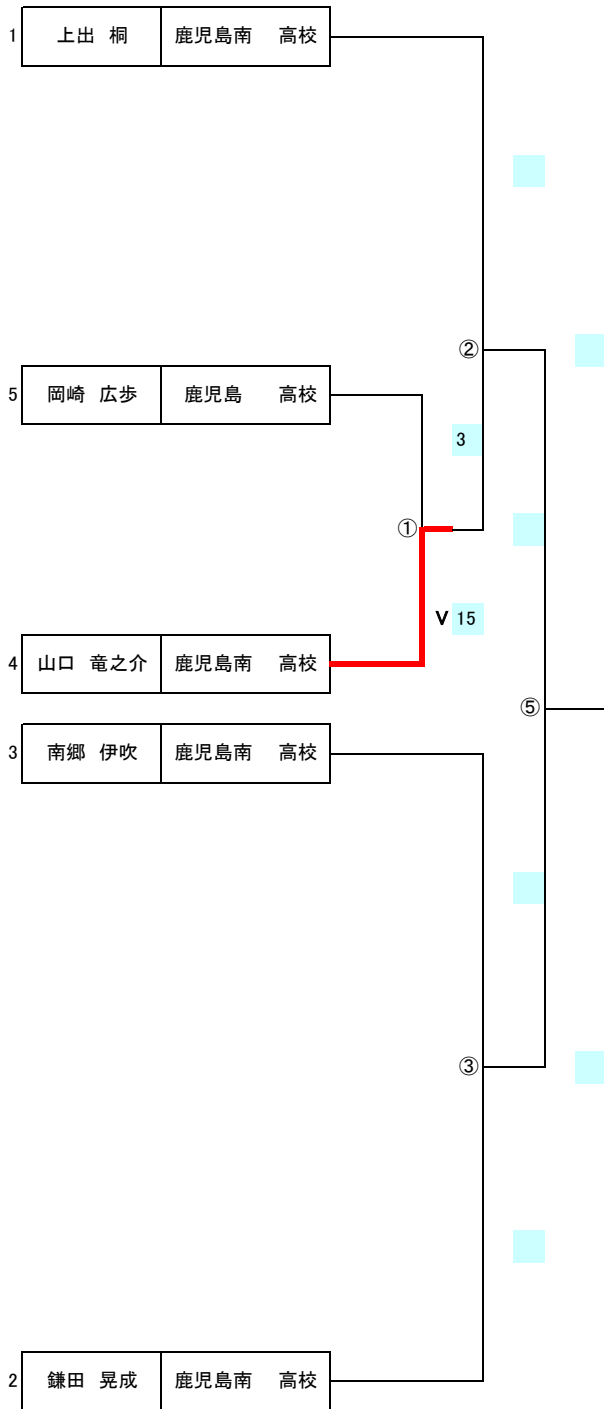 1 上出 桐 鹿児島南 高校
②
5 岡崎 広歩 鹿児島 高校
3
①
V 15
4 山口 竜之介 鹿児島南 高校
⑤
3 南郷 伊吹 鹿児島南 高校
③
2 鎌田 晃成 鹿児島南 高校